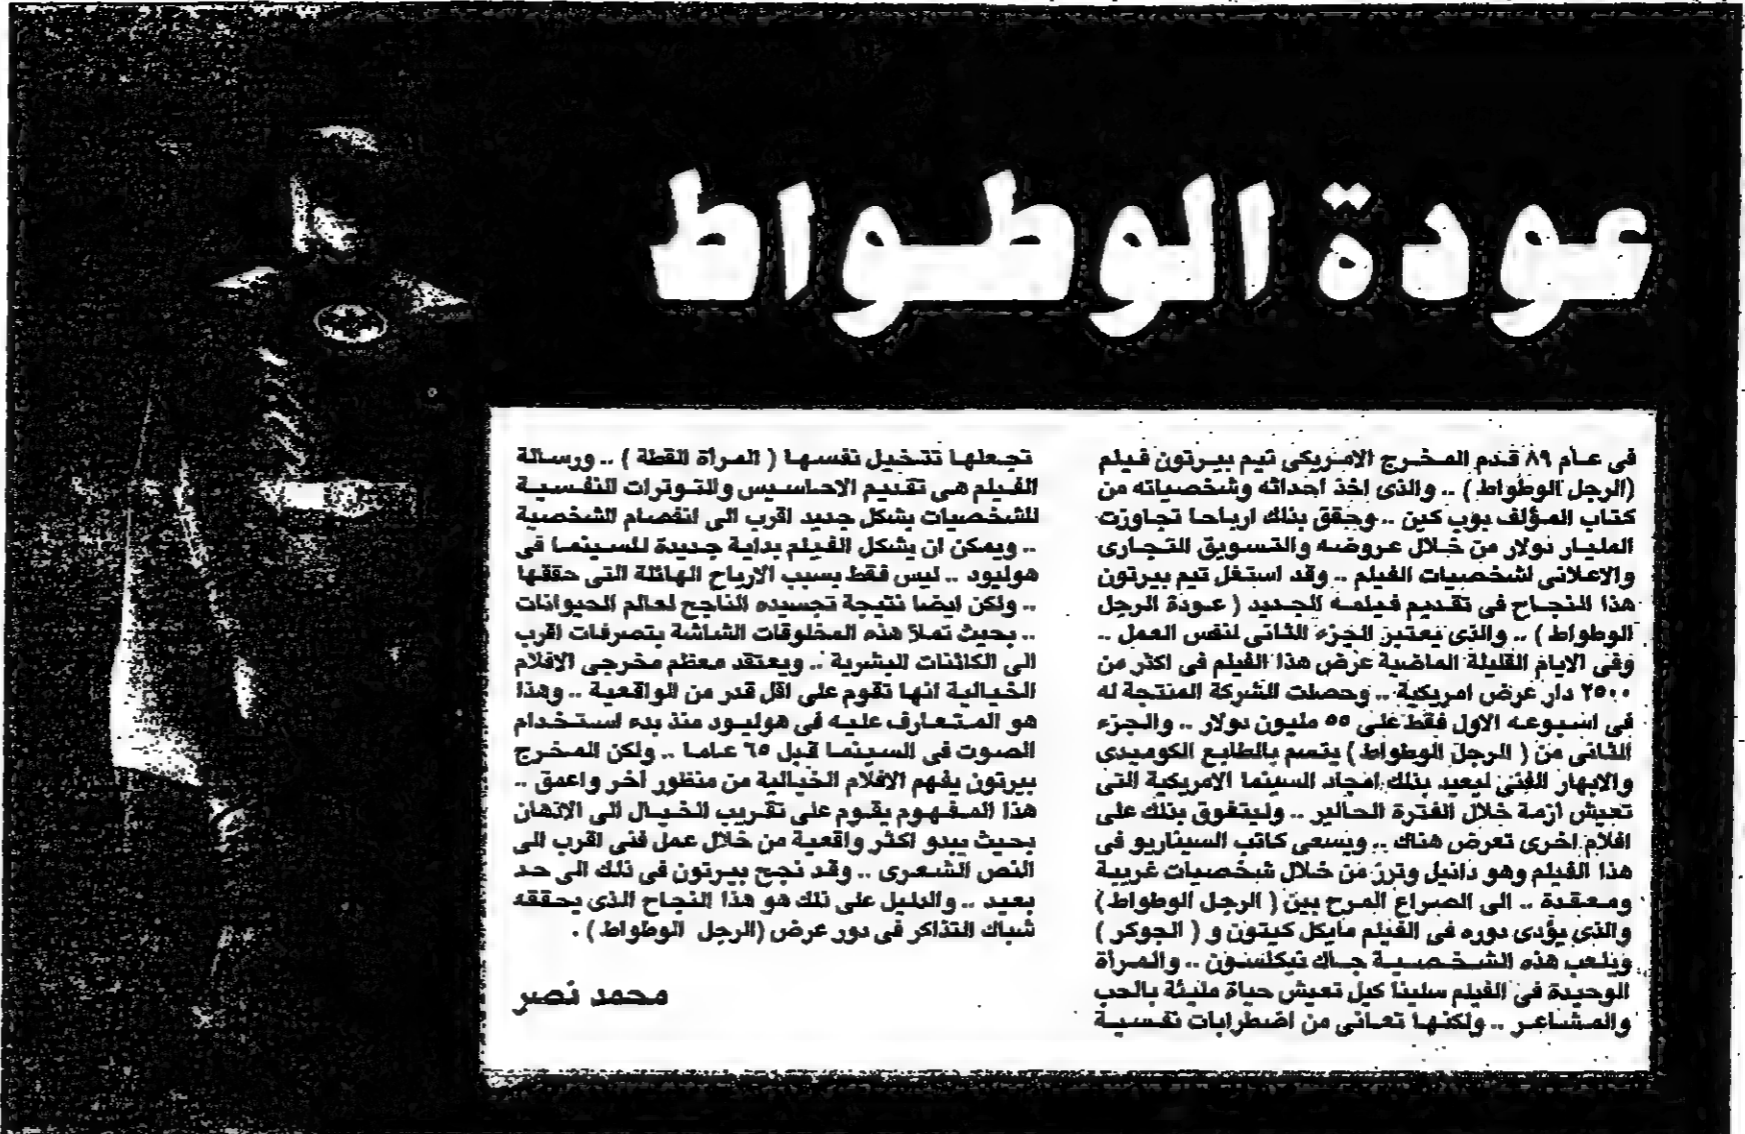 عودة الوطواط
فى عام ٨٩ قدم المخرج الامريكى تيم بيرتون فيلم
(الرجل الوطواط) .. والذى اخذ احداثه وشخصياته من
كتاب المؤلف بوب كين .. وحقق بذلك ارباحا تجاوزت
المليار دولار من خلال عروضه والتسويق التجارى
والاعلانى لشخصيات الفيلم .. وقد استغل تيم بيرتون
هذا النجاح فى تقديم فيلمه الجديد ( عودة الرجل
الوطواط ) .. والذى يعتبر الجزء الثانى لنفس العمل ..
وفى الايام القليلة الماضية عرض هذا الفيلم فى اكثر من
٢٥٠٠ دار عرض امريكية .. وحصلت الشركة المنتجة له
فى اسبوعه الاول فقط على ٥٥ مليون دولار .. والجزء
الثانى من ( الرجل الوطواط ) يتسم بالطابع الكوميدى
والابهار الفنى ليعيد بذلك امجاد السينما الامريكية التى
تعيش أزمة خلال الفترة الحالير .. وليتفوق بذلك على
افلام اخرى تعرض هناك .. ويسعى كاتب السيناريو فى
هذا الفيلم وهو دانيل وترز من خلال شخصيات غريبة
ومعقدة .. الى الصراع المرح بين ( الرجل الوطواط )
والذى يؤدى دوره فى الفيلم مايكل كيتون و ( الجوكر )
ويلعب هذه الشخصية جاك نيكلسون .. والمرأة
الوحيدة فى الفيلم سلينا كيل تعيش حياة مليئة بالحب
والمشاعر .. ولكنها تعانى من اضطرابات نفسية
تجعلها تتخيل نفسها ( المرأة القطة ) .. ورسالة
الفيلم هى تقديم الاحاسيس والتوترات النفسية
للشخصيات بشكل جديد اقرب الى انفصام الشخصية
.. ويمكن ان يشكل الفيلم بداية جديدة للسينما فى
هوليود .. ليس فقط بسبب الارباح الهائلة التى حققها
.. ولكن ايضا نتيجة تجسيده الناجح لعالم الحيوانات
.. بحيث تملأ هذه المخلوقات الشاشة بتصرفات اقرب
الى الكائنات البشرية .. ويعتقد معظم مخرجى الافلام
الخيالية انها تقوم على اقل قدر من الواقعية .. وهذا
هو المتعارف عليه فى هوليود منذ بدء استخدام
الصوت فى السينما قبل ٦٥ عاما .. ولكن المخرج
بيرتون يفهم الافلام الخيالية من منظور آخر واعمق ..
هذا المفهوم يقوم على تقريب الخيال الى الاذهان
بحيث يبدو اكثر واقعية من خلال عمل فنى اقرب الى
النص الشعرى .. وقد نجح بيرتون فى ذلك الى حد
بعيد .. والدليل على ذلك هو هذا النجاح الذى يحققه
شباك التذاكر فى دور عرض (الرجل الوطواط ) .
محمد نصر